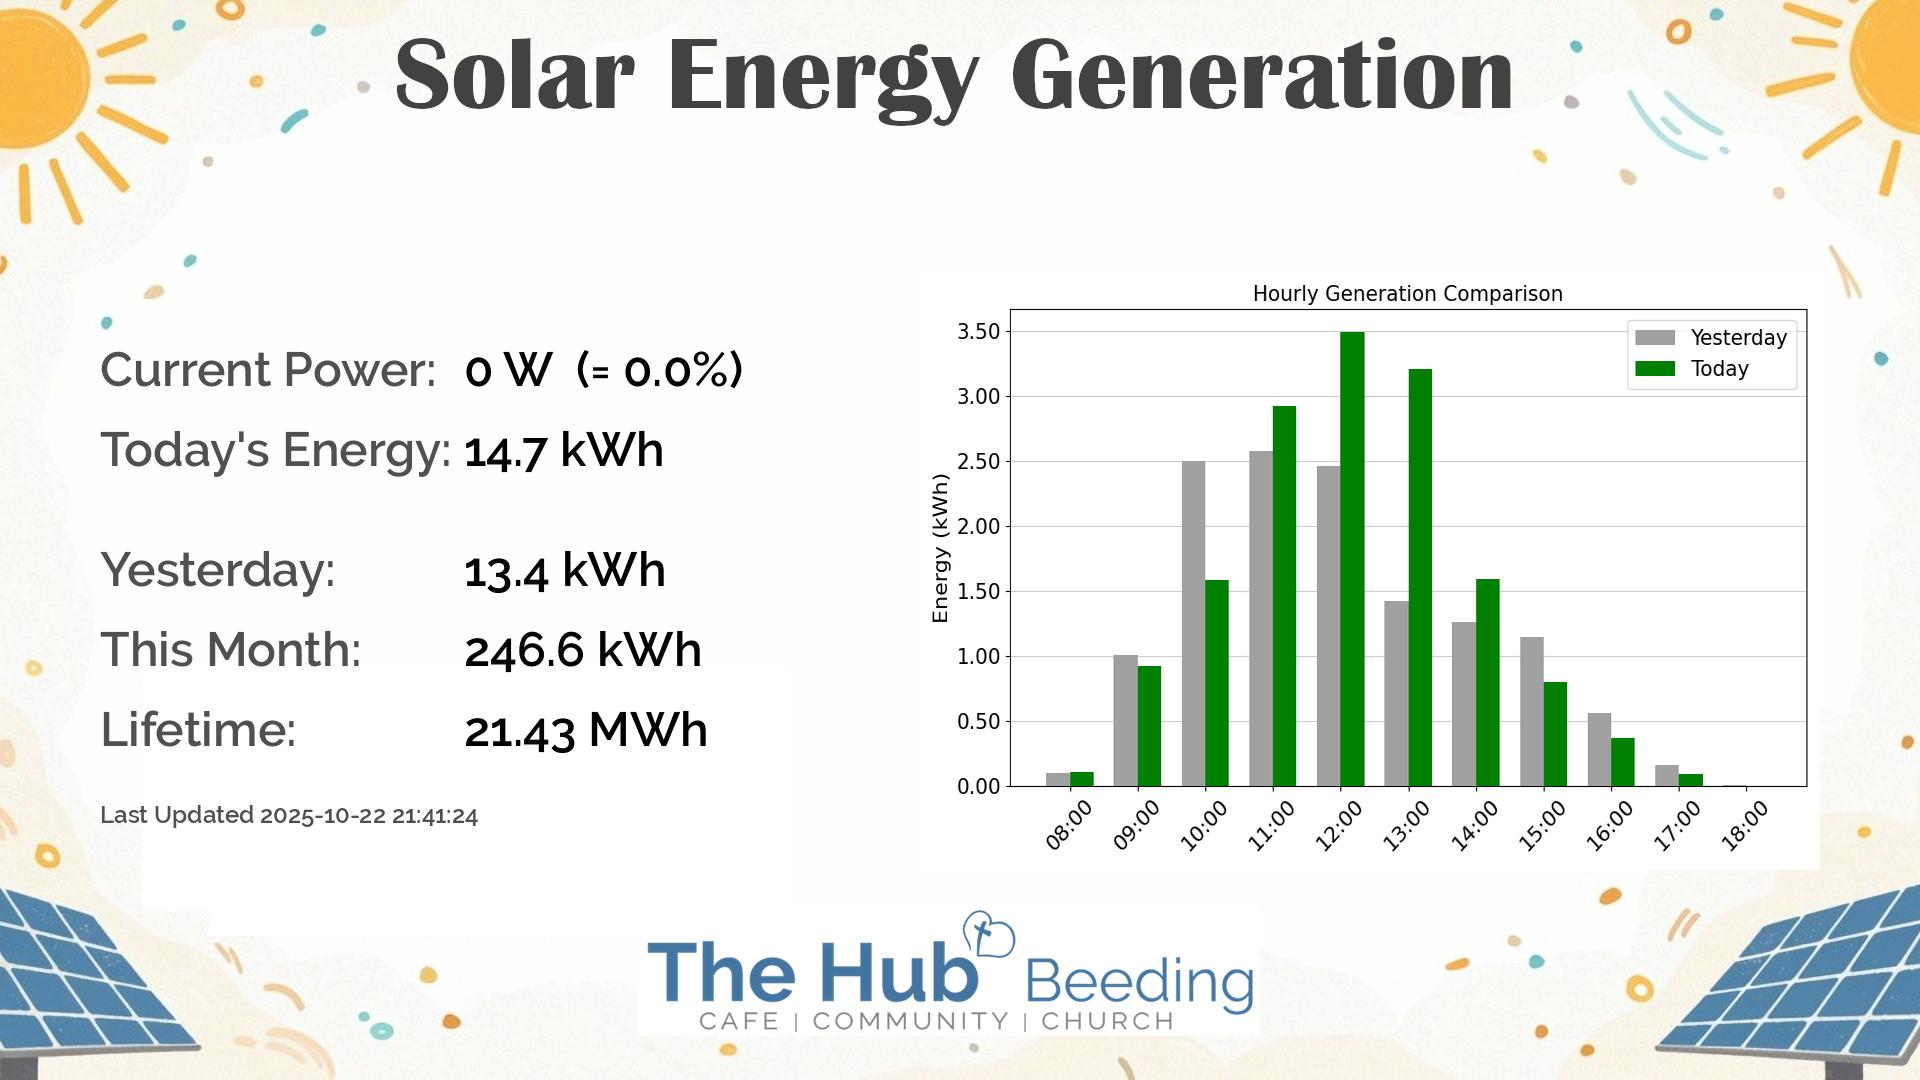 Solar Energy Generation
Current Power: 0 W (= 0.0%)
Today's Energy: 14.7 kWh
Yesterday: 13.4 kWh
This Month: 246.6 kWh
Lifetime: 21.43 MWh
Last Updated 2025-10-22 21:41:24
Hourly Generation Comparison
Yesterday
Today
Energy (kWh)
3.50
3.00
2.50
2.00
1.50
1.00
0.50
0.00
08:00 09:00 10:00 11:00 12:00 13:00 14:00 15:00 16:00 17:00 18:00
The Hub Beeding
CAFE | COMMUNITY | CHURCH